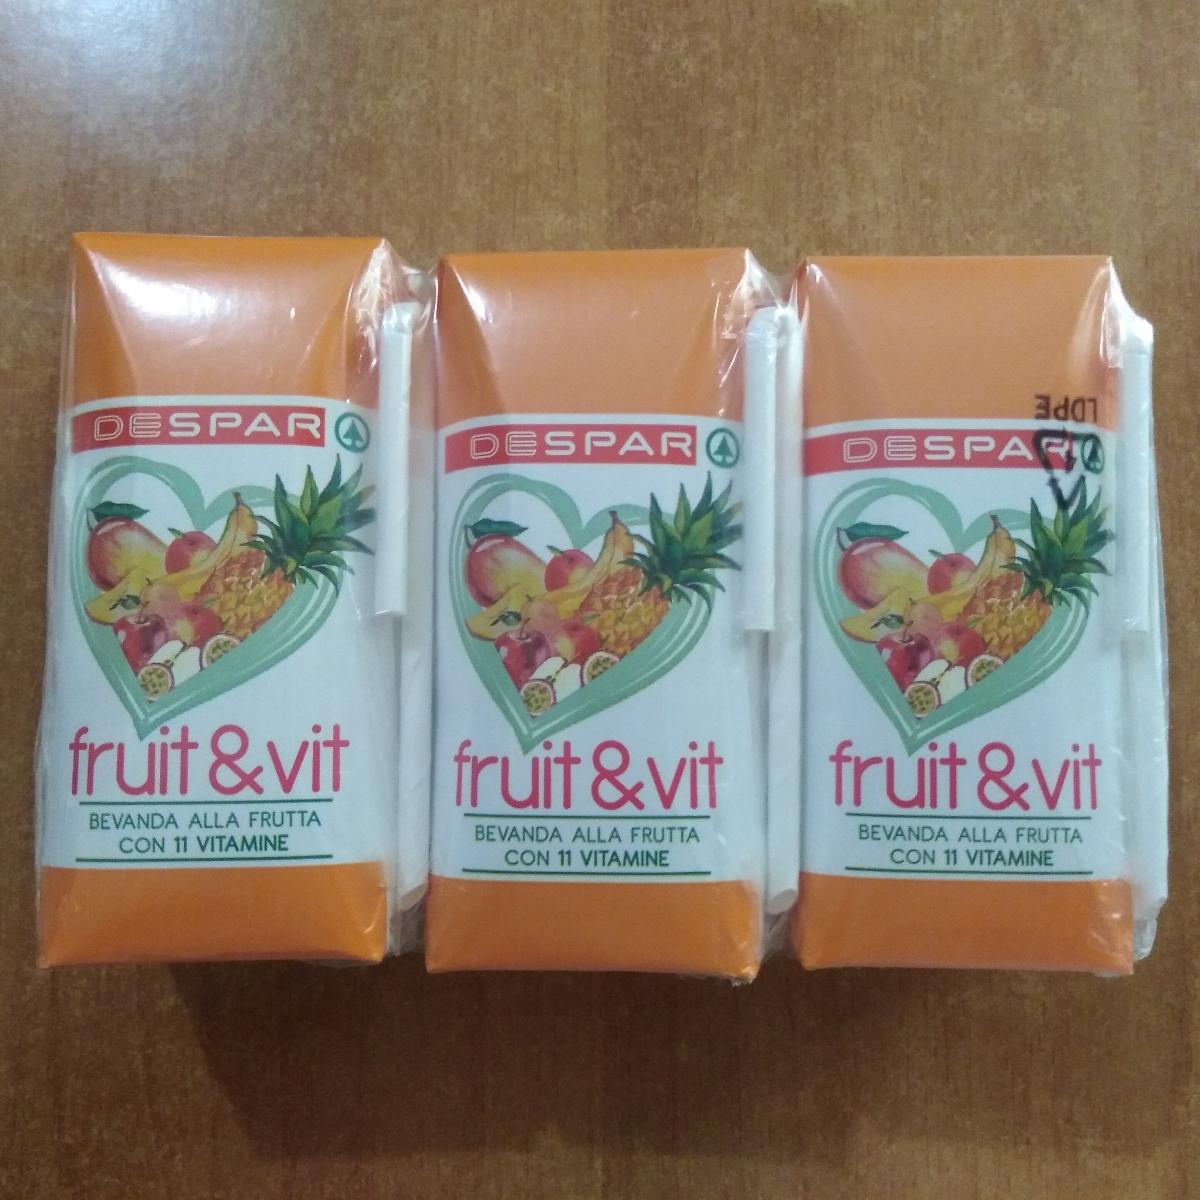 DESPAR
fruit & vit
BEVANDA ALLA FRUTTA
CON 11 VITAMINE
DESPAR
fruit & vit
BEVANDA ALLA FRUTTA
CON 11 VITAMINE
LDPE
DESPAR
fruit & vit
BEVANDA ALLA FRUTTA
CON 11 VITAMINE